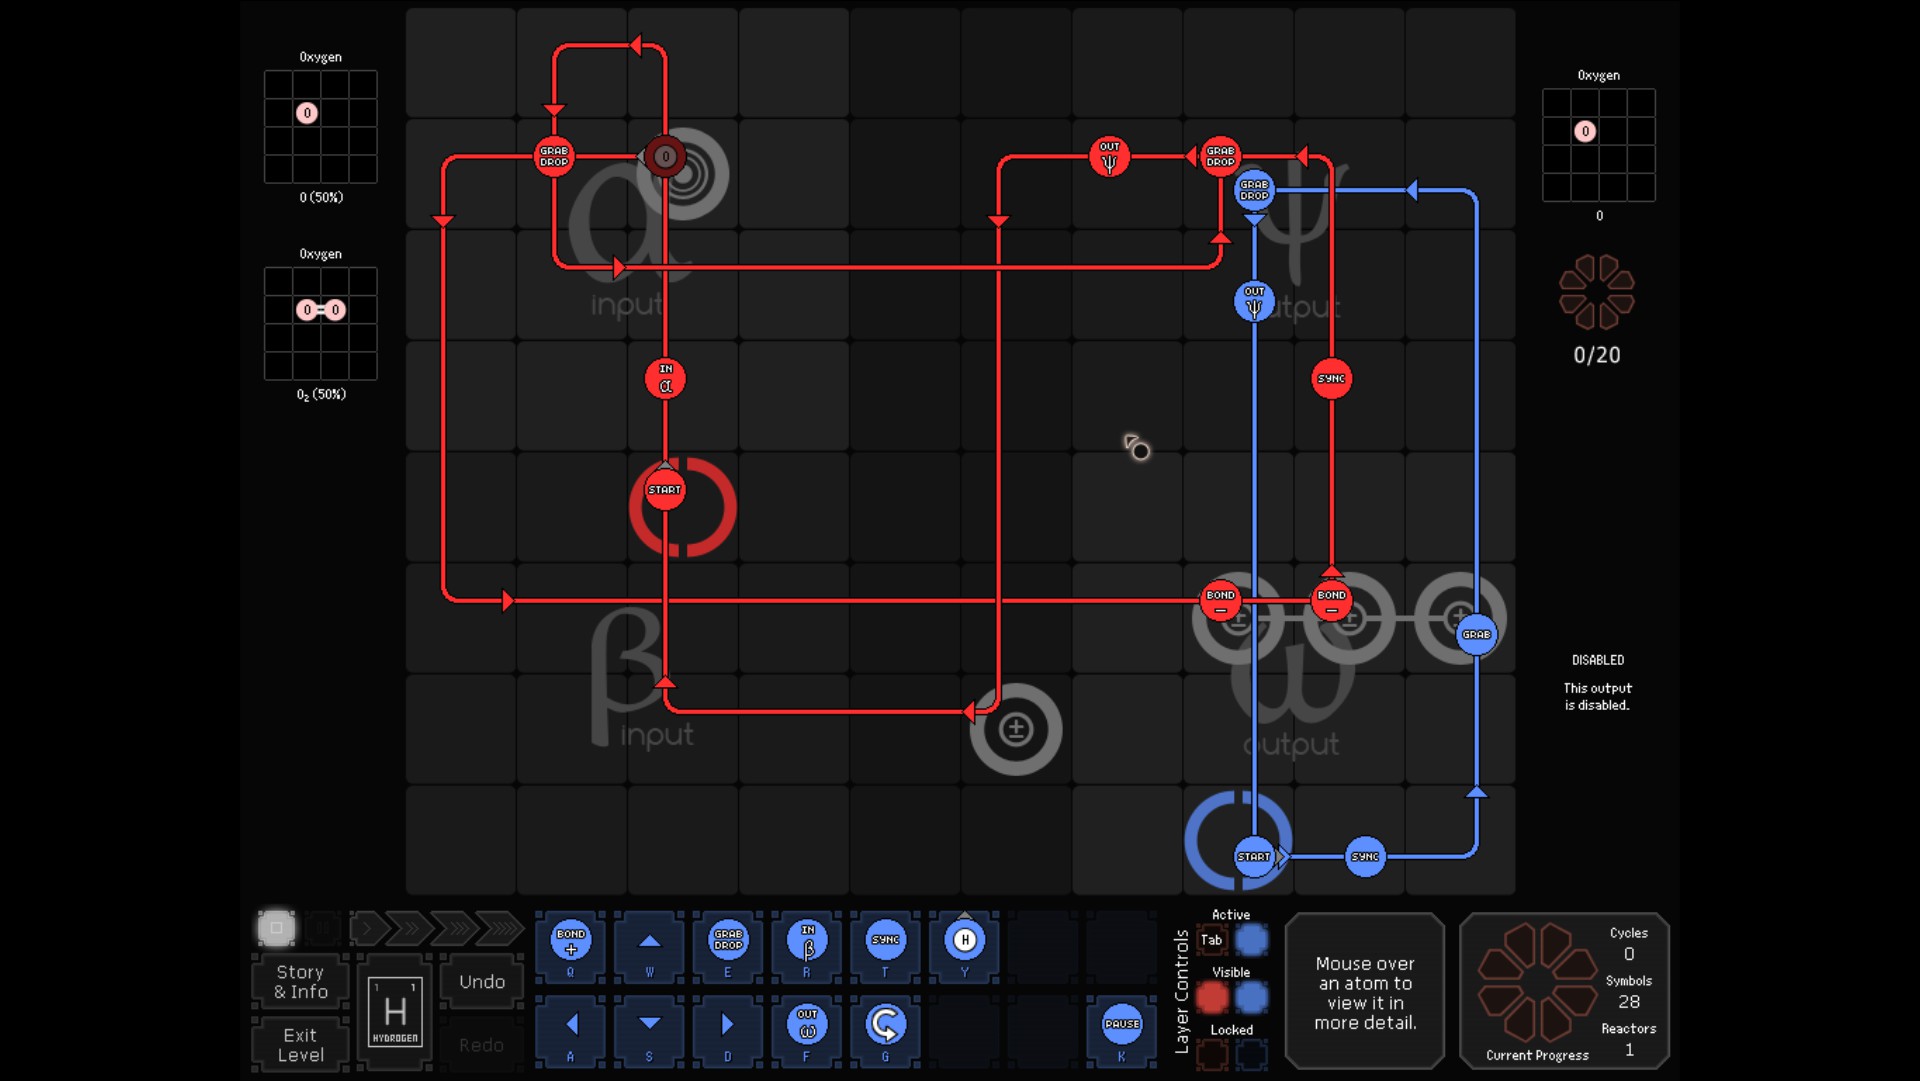 Oxygen
O
O (50%)
Oxygen
O=O
O₂ (50%)
α
input
β
input
ψ
output
ω
output
O
GRAB
DROP
IN
α
START
OUT
ψ
GRAB
DROP
GRAB
DROP
OUT
ψ
SYNC
BOND
−
BOND
−
GRAB
START
SYNC
±
±
±
±
Oxygen
O
O
0/20
DISABLED
This output
is disabled.
Story
& Info
Exit
Level
1 1
H
HYDROGEN
Undo
Redo
BOND
+
Q
W
GRAB
DROP
E
IN
β
R
SYNC
T
H
Y
A
S
D
OUT
ω
F
G
PAUSE
K
Layer Controls
Active
Tab
Visible
Locked
Mouse over
an atom to
view it in
more detail.
Cycles
0
Symbols
28
Reactors
1
Current Progress